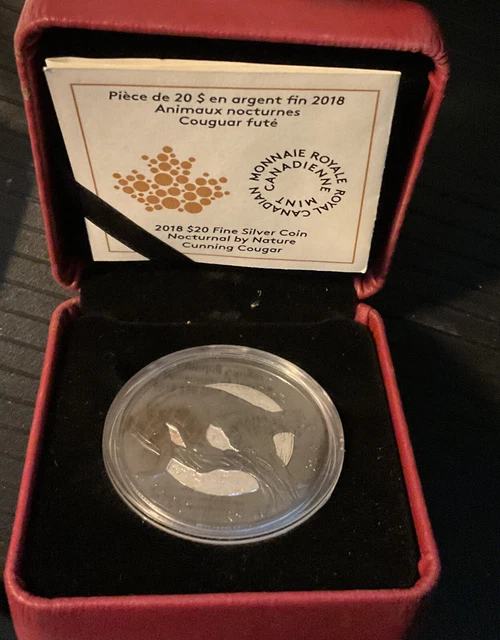 Pièce de 20 $ en argent fin 2018
Animaux nocturnes
Couguar futé
MONNAIE ROYALE CANADIENNE
ROYAL CANADIAN MINT
2018 $20 Fine Silver Coin
Nocturnal by Nature
Cunning Cougar